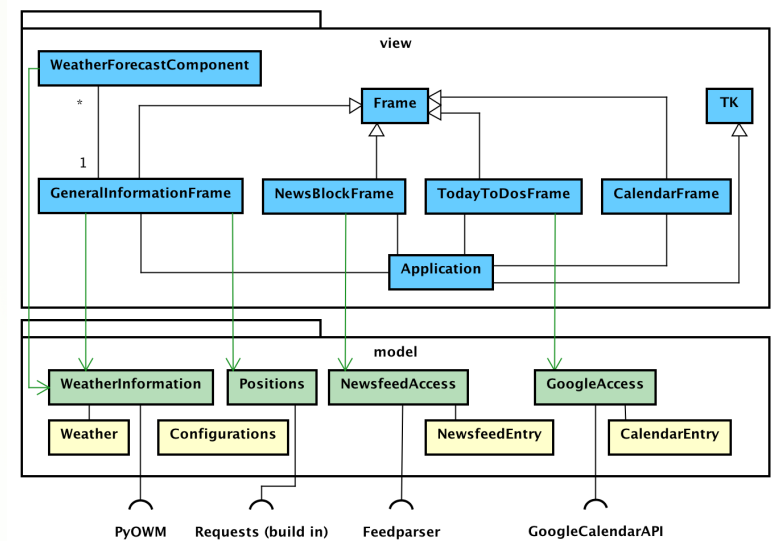 view
WeatherForecastComponent
Frame
TK
*
1
GeneralInformationFrame
NewsBlockFrame
TodayToDosFrame
CalendarFrame
Application
model
WeatherInformation
Positions
NewsfeedAccess
GoogleAccess
Weather
Configurations
NewsfeedEntry
CalendarEntry
PyOWM
Requests (build in)
Feedparser
GoogleCalendarAPI